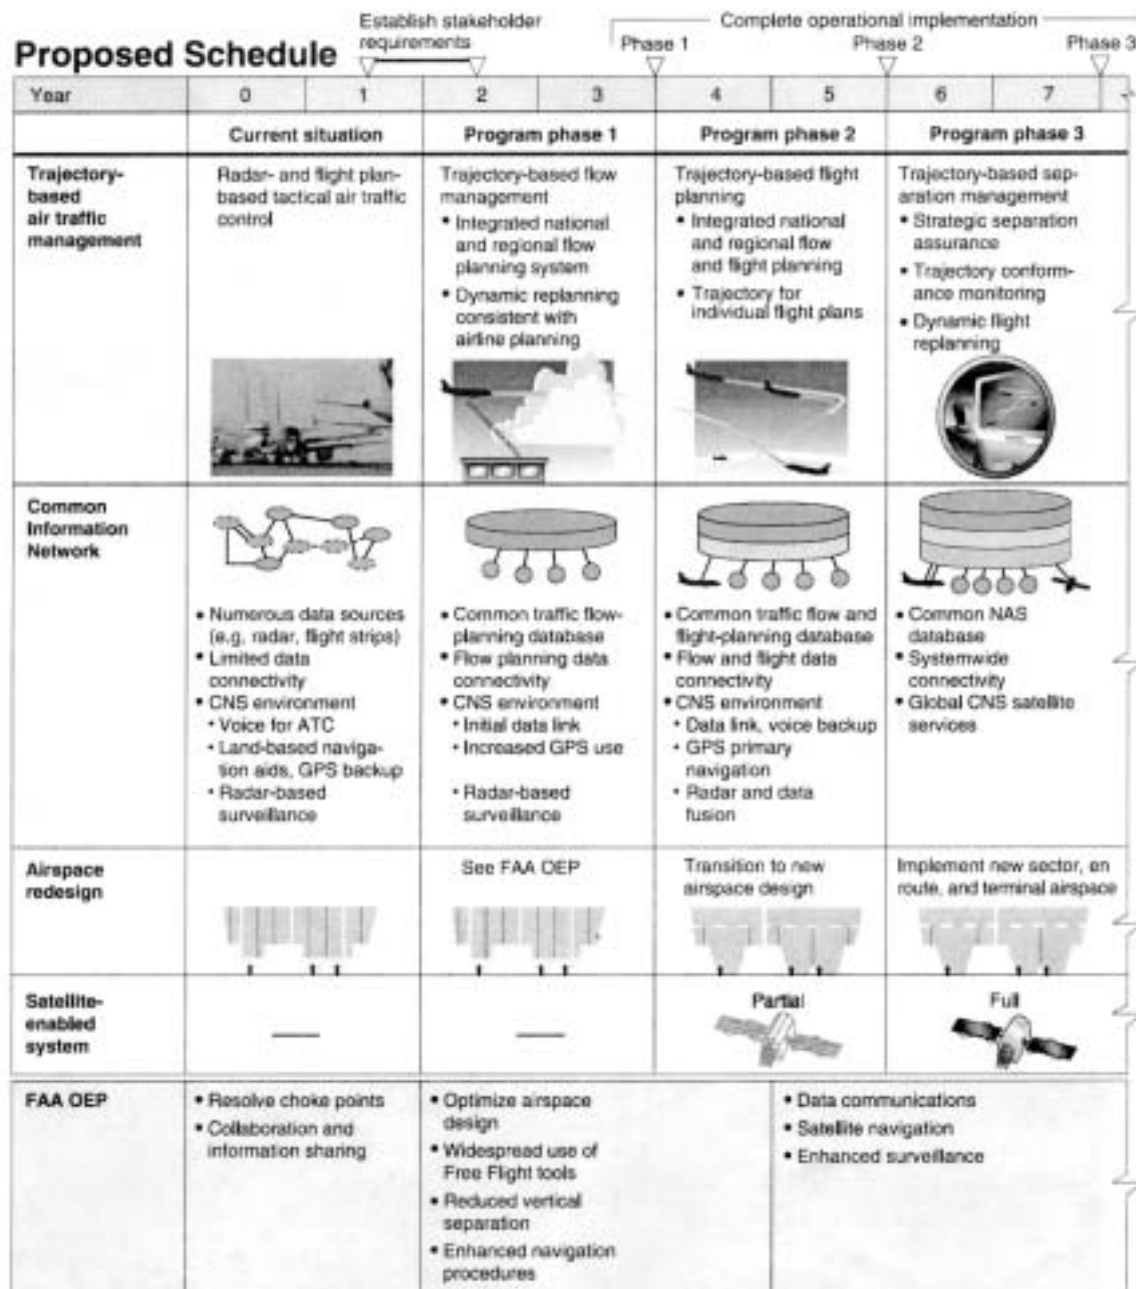 Proposed Schedule
Establish stakeholder
requirements
Complete operational implementation
Phase 1
Phase 2
Phase 3
Year
0
1
2
3
4
5
6
7
Current situation
Program phase 1
Program phase 2
Program phase 3
Trajectory-
based
air traffic
management
Radar- and flight plan-
based tactical air traffic
control
Trajectory-based flow
management
• Integrated national
and regional flow
planning system
• Dynamic replanning
consistent with
airline planning
Trajectory-based flight
planning
• Integrated national
and regional flow
and flight planning
• Trajectory for
individual flight plans
Trajectory-based sep-
aration management
• Strategic separation
assurance
• Trajectory conform-
ance monitoring
• Dynamic flight
replanning
Common
Information
Network
• Numerous data sources
(e.g. radar, flight strips)
• Limited data
connectivity
• CNS environment
• Voice for ATC
• Land-based naviga-
tion aids, GPS backup
• Radar-based
surveillance
• Common traffic flow-
planning database
• Flow planning data
connectivity
• CNS environment
• Initial data link
• Increased GPS use
• Radar-based
surveillance
• Common traffic flow and
flight-planning database
• Flow and flight data
connectivity
• CNS environment
• Data link, voice backup
• GPS primary
navigation
• Radar and data
fusion
• Common NAS
database
• Systemwide
connectivity
• Global CNS satellite
services
Airspace
redesign
See FAA OEP
Transition to new
airspace design
Implement new sector, en
route, and terminal airspace
Satellite-
enabled
system
Partial
Full
FAA OEP
• Resolve choke points
• Collaboration and
information sharing
• Optimize airspace
design
• Widespread use of
Free Flight tools
• Reduced vertical
separation
• Enhanced navigation
procedures
• Data communications
• Satellite navigation
• Enhanced surveillance